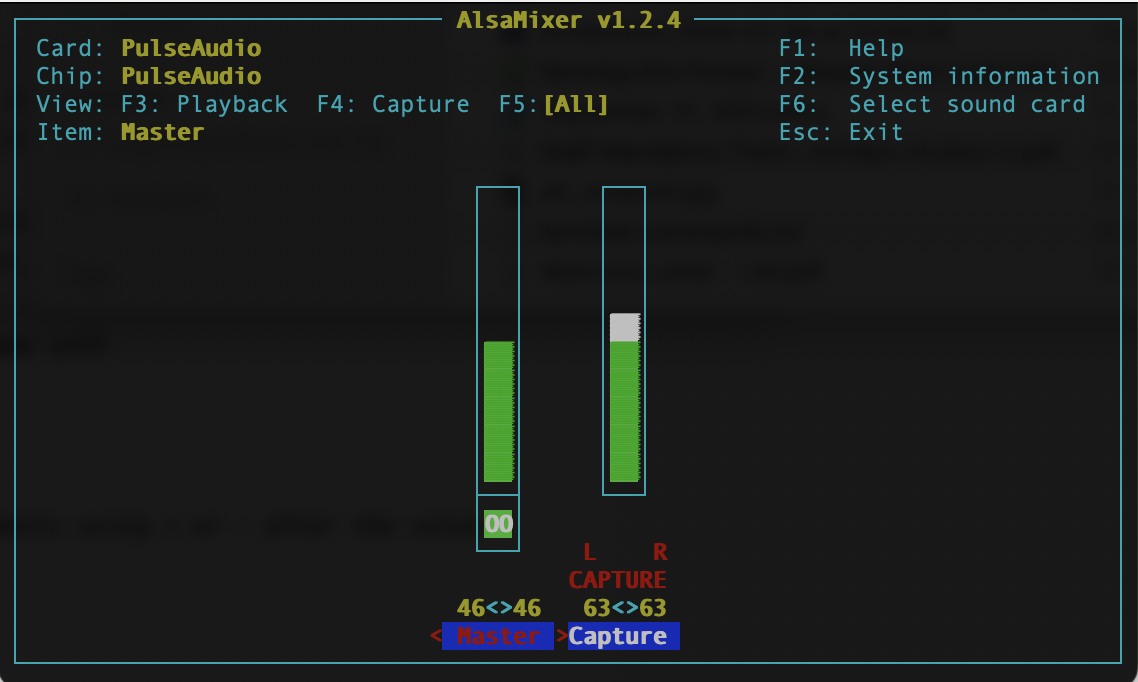 AlsaMixer v1.2.4
Card: PulseAudio F1: Help
Chip: PulseAudio F2: System information
View: F3: Playback F4: Capture F5:[All] F6: Select sound card
Item: Master Esc: Exit
OO
L R
CAPTURE
46<>46 63<>63
< Master >Capture